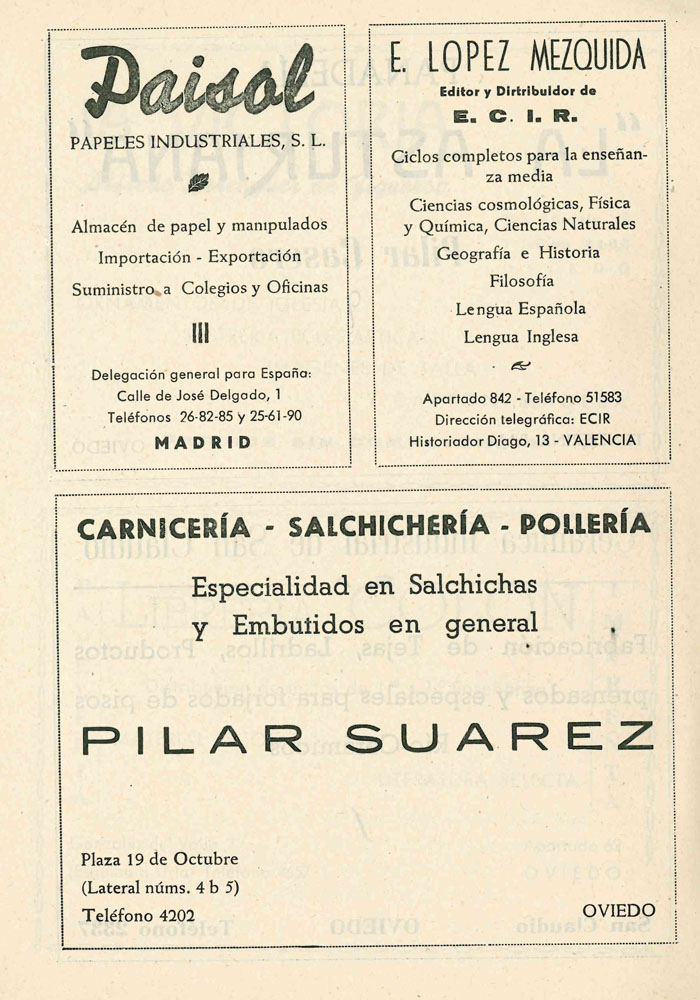 Paisol
PAPELES INDUSTRIALES, S. L.
Almacén de papel y manipulados
Importación - Exportación
Suministro a Colegios y Oficinas
Delegación general para España:
Calle de José Delgado, 1
Teléfonos 26-82-85 y 25-61-90
MADRID
E. LOPEZ MEZQUIDA
Editor y Dirtribuidor de
E. C. I. R.
Ciclos completos para la enseñan-
za media
Ciencias cosmológicas, Física
y Química, Ciencias Naturales
Geografía e Historia
Filosofía
Lengua Española
Lengua Inglesa
Apartado 842 - Teléfono 51583
Dirección telegráfica: ECIR
Historiador Diago, 13 - VALENCIA
CARNICERÍA - SALCHICHERÍA - POLLERÍA
Especialidad en Salchichas
y Embutidos en general
PILAR SUAREZ
Plaza 19 de Octubre
(Lateral núms. 4 b 5)
Teléfono 4202
OVIEDO